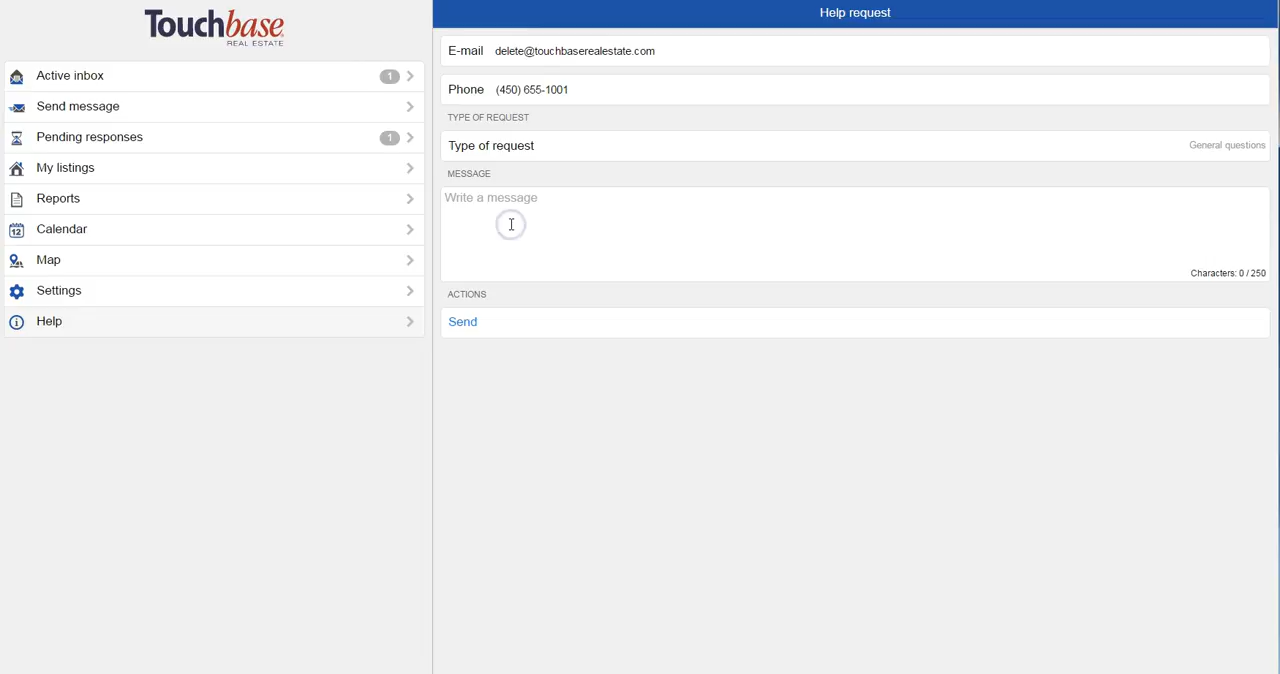 Touchbase
REAL ESTATE
Active inbox 1
Send message
Pending responses 1
My listings
Reports
12 Calendar
Map
Settings
Help
Help request
E-mail delete@touchbaserealestate.com
Phone (450) 655-1001
TYPE OF REQUEST
Type of request General questions
MESSAGE
Write a message
Characters: 0 / 250
ACTIONS
Send